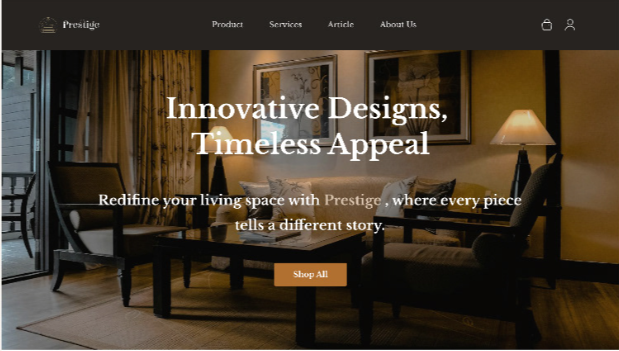 Prestige
Product Services Article About Us
Innovative Designs,
Timeless Appeal
Redifine your living space with Prestige , where every piece
tells a different story.
Shop All